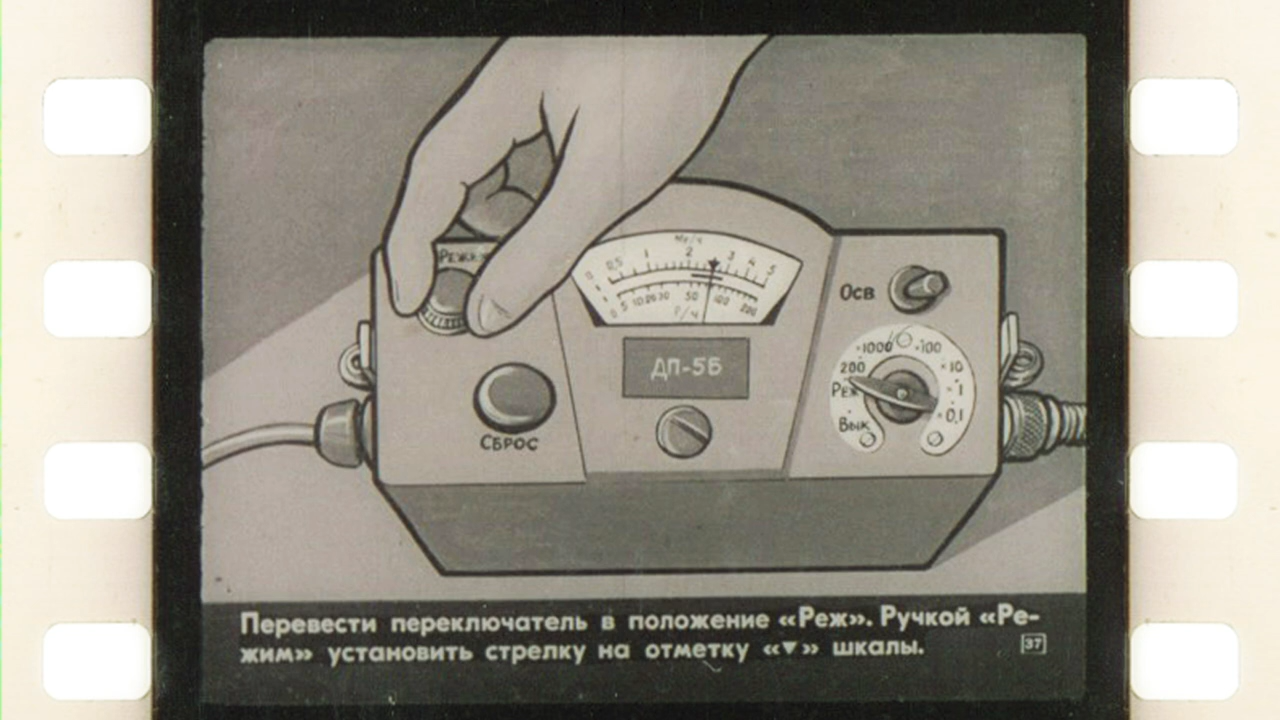 Режи
Мр/ч
0 0,5 1 2 3 4 5
0 5 10 20 30 50 100 200
Р/ч
Осв
ДП-5Б
×1000 ×100
200 ×10
Реж ×1
Вык ×0,1
Сброс
Перевести переключатель в положение «Реж». Ручкой «Ре-
жим» установить стрелку на отметку «▼» шкалы.
37